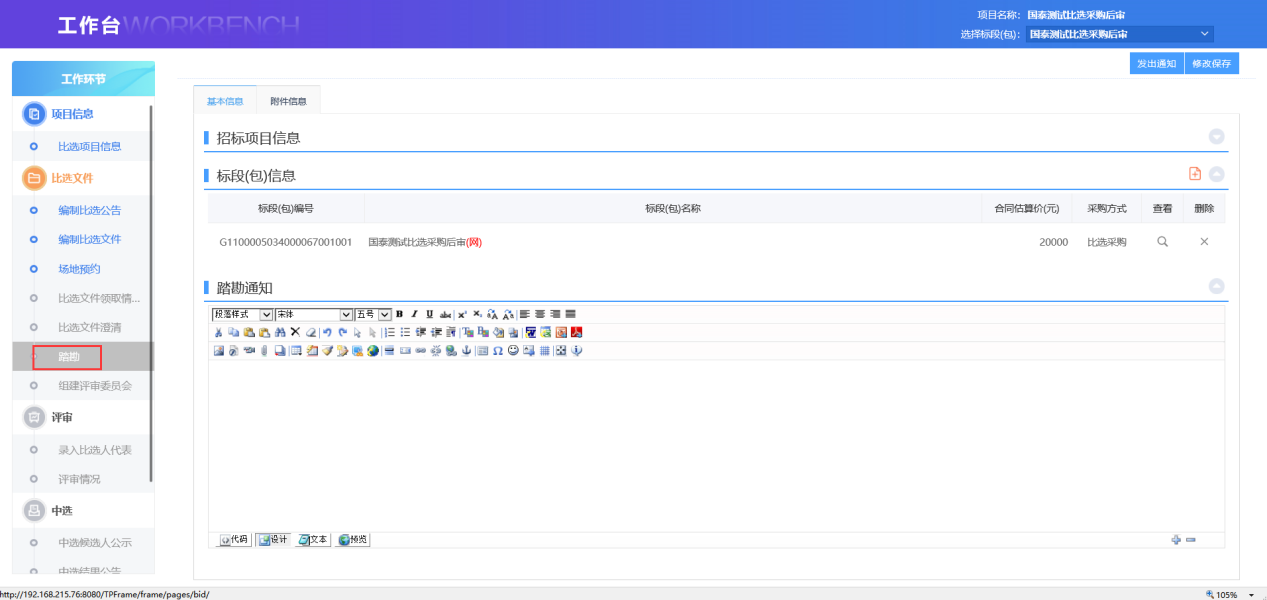 工作台WORKBENCH
项目名称: 国泰测试比选采购后审
选择标段(包): 国泰测试比选采购后审
发出通知 修改保存
工作环节
项目信息
比选项目信息
比选文件
编制比选公告
编制比选文件
场地预约
比选文件领取情...
比选文件澄清
踏勘
组建评审委员会
评审
录入比选人代表
评审情况
中选
中选候选人公示
中选结果公告
基本信息 附件信息
招标项目信息
标段(包)信息
标段(包)编号 标段(包)名称 合同估算价(元) 采购方式 查看 删除
G1100005034000067001001 国泰测试比选采购后审(网) 20000 比选采购
踏勘通知
段落样式 宋体 五号
代码 设计 文本 预览
http://192.168.215.76:8080/TPFrame/frame/pages/bid/
105%